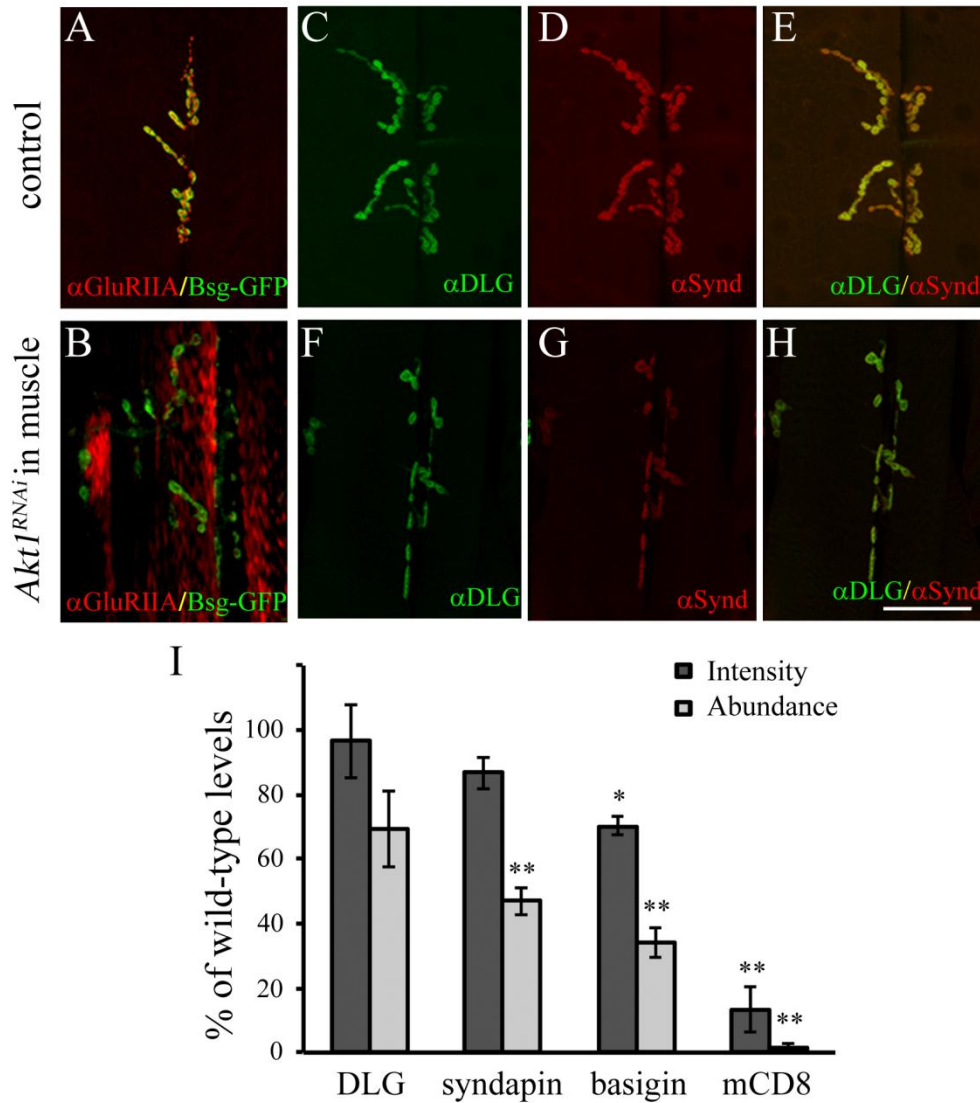 control
A
αGluRIIA/Bsg-GFP
C
αDLG
D
αSynd
E
αDLG/αSynd
Akt1RNAi in muscle
B
αGluRIIA/Bsg-GFP
F
αDLG
G
αSynd
H
αDLG/αSynd
I
Intensity
Abundance
% of wild-type levels
100
80
60
40
20
0
**
*
**
**
**
DLG syndapin basigin mCD8